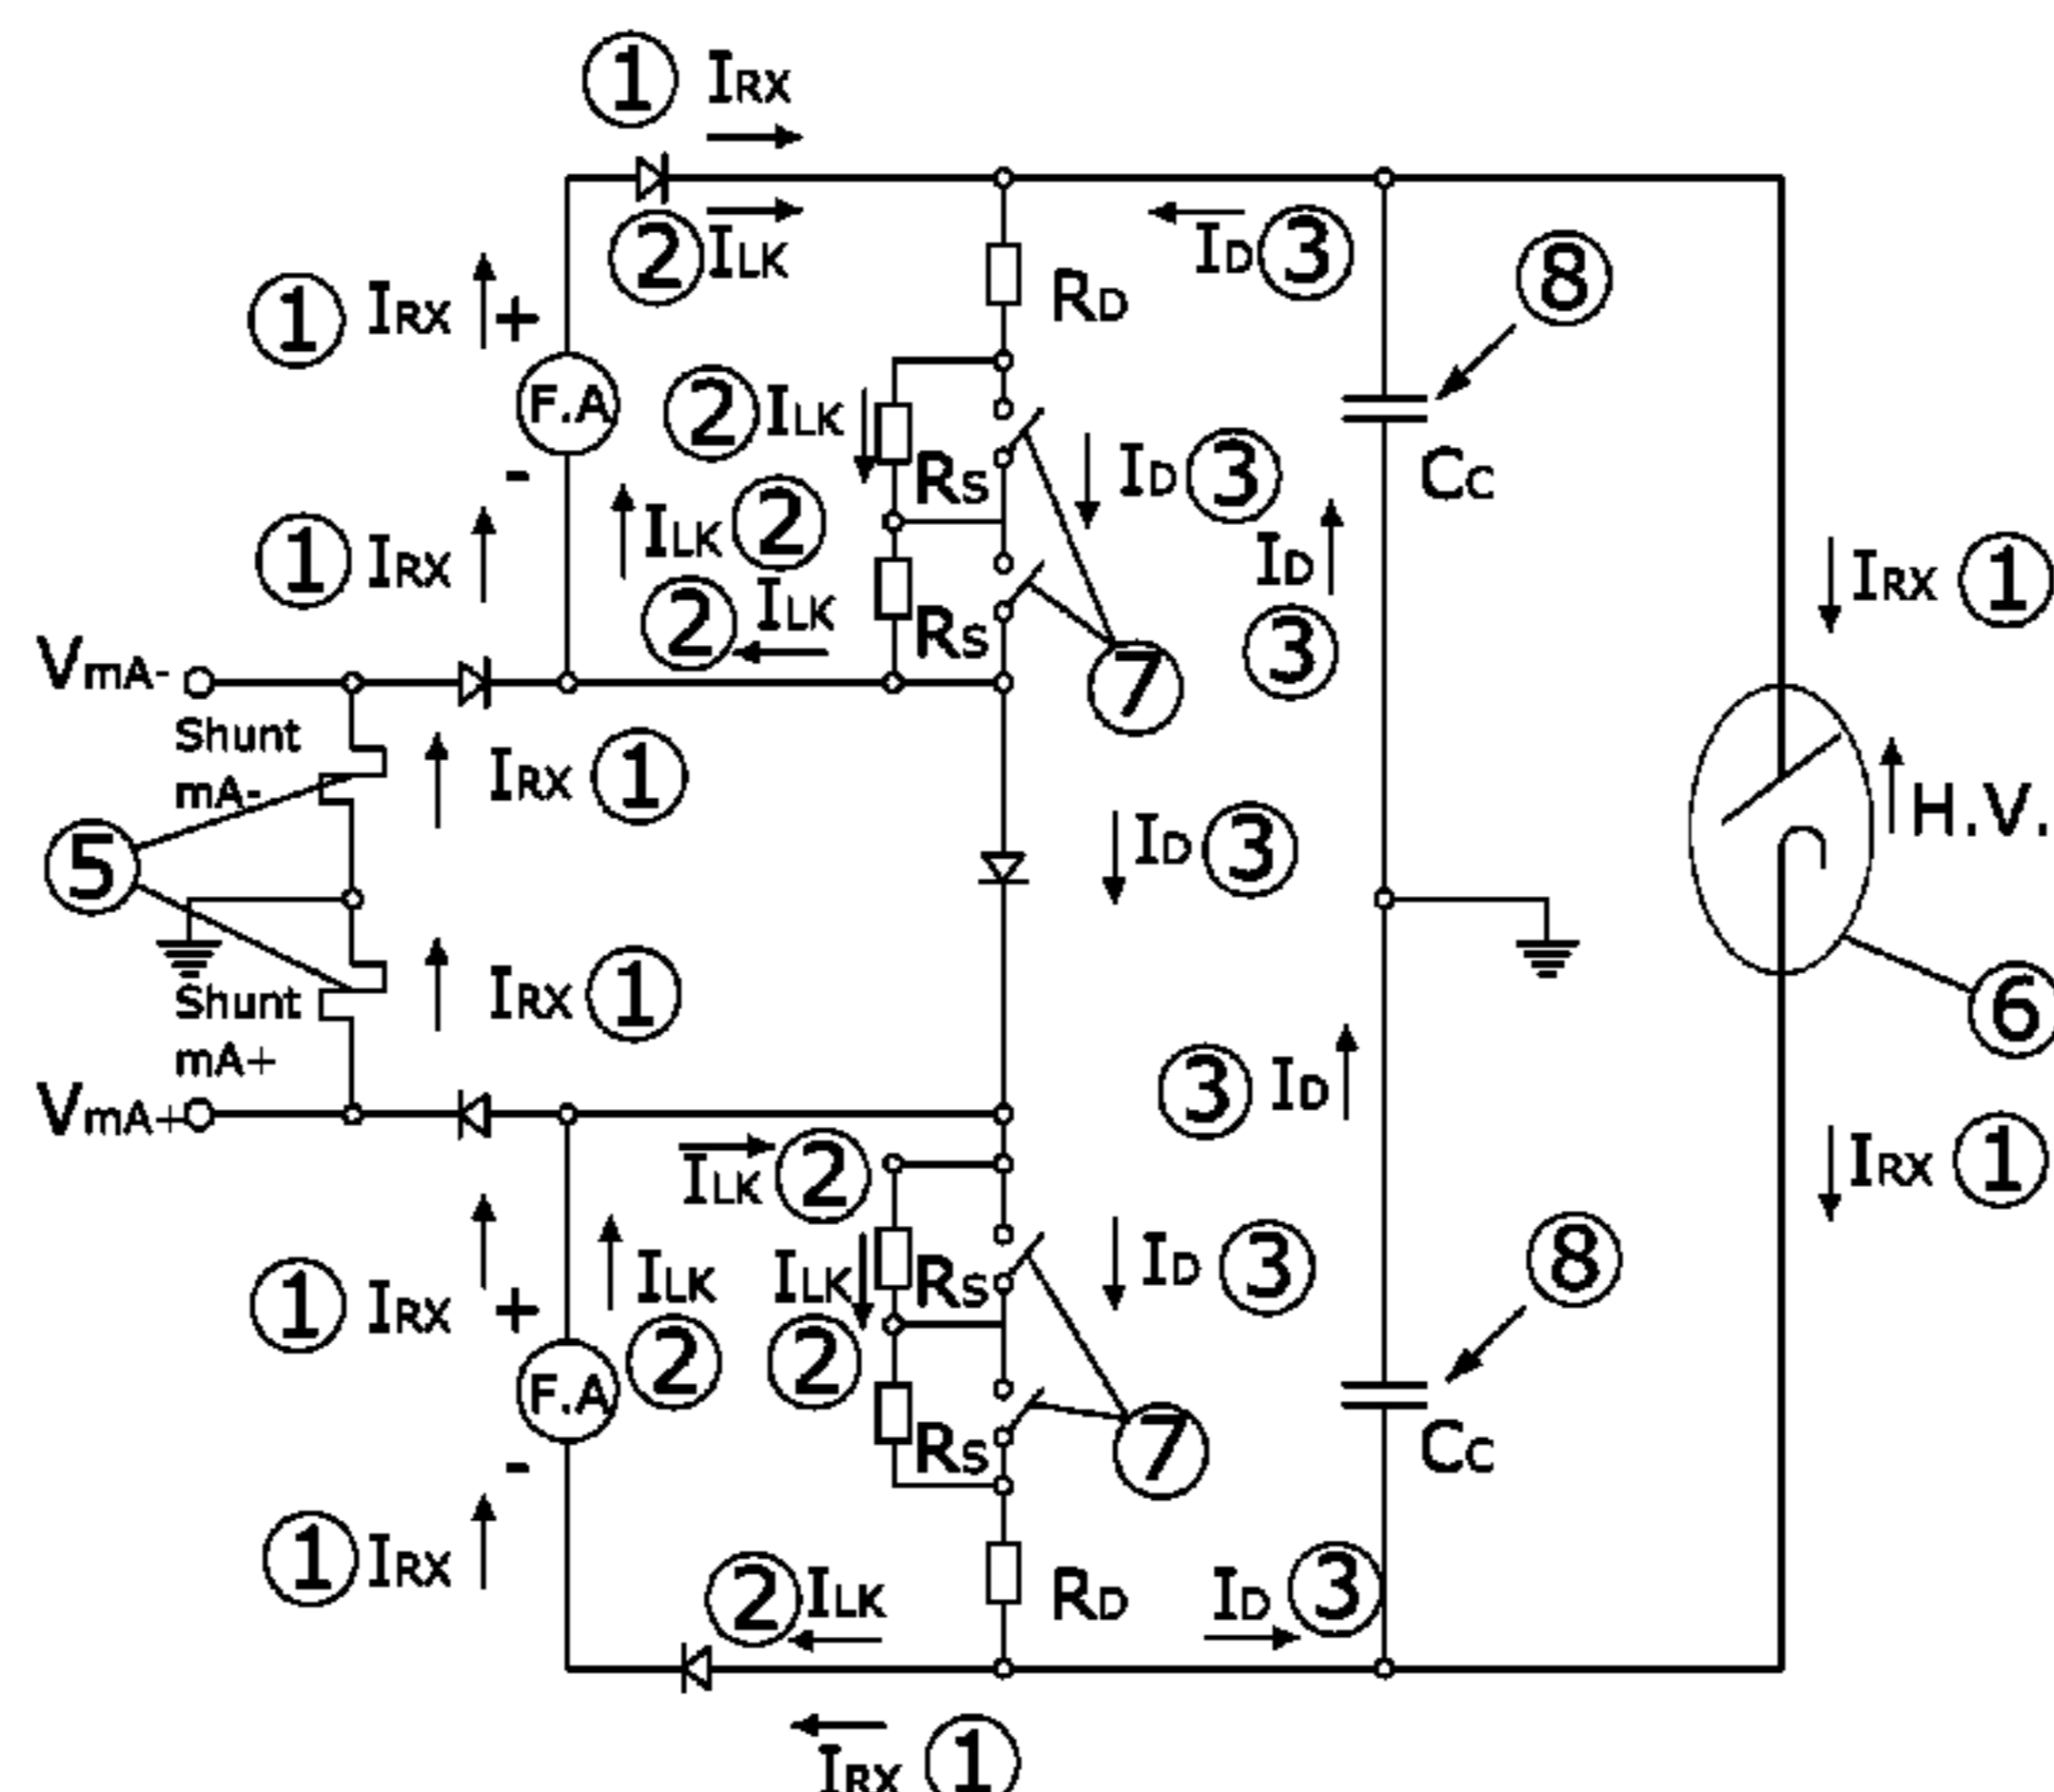 ① IRX
② ILK
ID ③
⑧
① IRX +
RD
F.A
② ILK
RS
ID ③
CC
-
ILK ②
① IRX
ID
③
② ILK
RS
IRX ①
⑦
VmA-
Shunt
mA-
IRX ①
⑤
ID ③
H.V.
Shunt
mA+
IRX ①
⑥
VmA+
③ ID
IRX ①
ILK ②
① IRX +
ILK
②
ILK
②
RS
ID ③
⑧
F.A
-
RS
⑦
CC
① IRX
② ILK
RD
ID ③
IRX ①